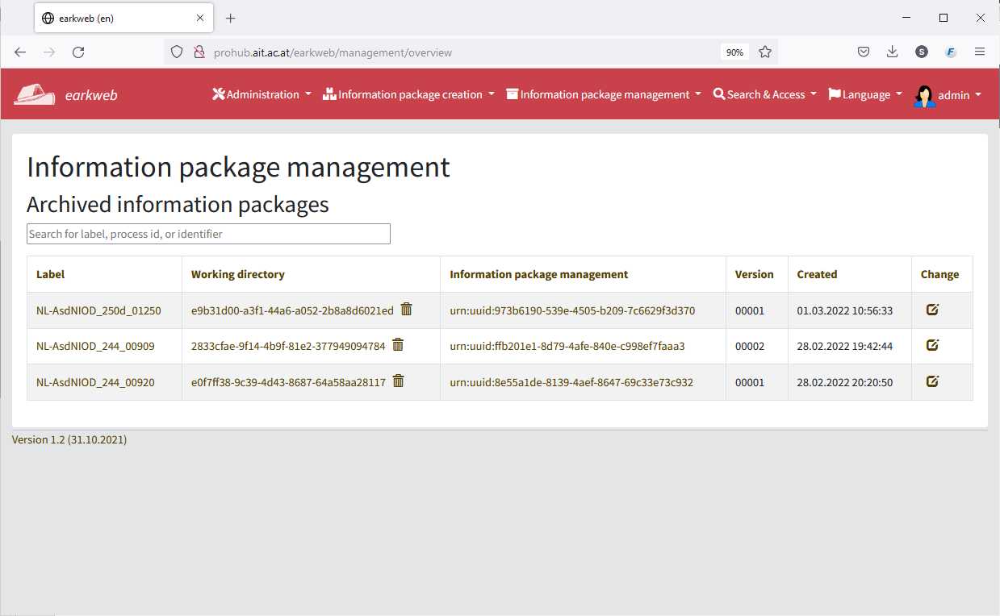 earkweb (en)
prohub.ait.ac.at/earkweb/management/overview 90% S F
earkweb Administration Information package creation Information package management Search & Access Language admin
Information package management
Archived information packages
Search for label, process id, or identifier
Label Working directory Information package management Version Created Change
NL-AsdNIOD_250d_01250 e9b31d00-a3f1-44a6-a052-2b8a8d6021ed urn:uuid:973b6190-539e-4505-b209-7c6629f3d370 00001 01.03.2022 10:56:33
NL-AsdNIOD_244_00909 2833cfae-9f14-4b9f-81e2-377949094784 urn:uuid:ffb201e1-8d79-4afe-840e-c998ef7faaa3 00002 28.02.2022 19:42:44
NL-AsdNIOD_244_00920 e0f7ff38-9c39-4d43-8687-64a58aa28117 urn:uuid:8e55a1de-8139-4aef-8647-69c33e73c932 00001 28.02.2022 20:20:50
Version 1.2 (31.10.2021)